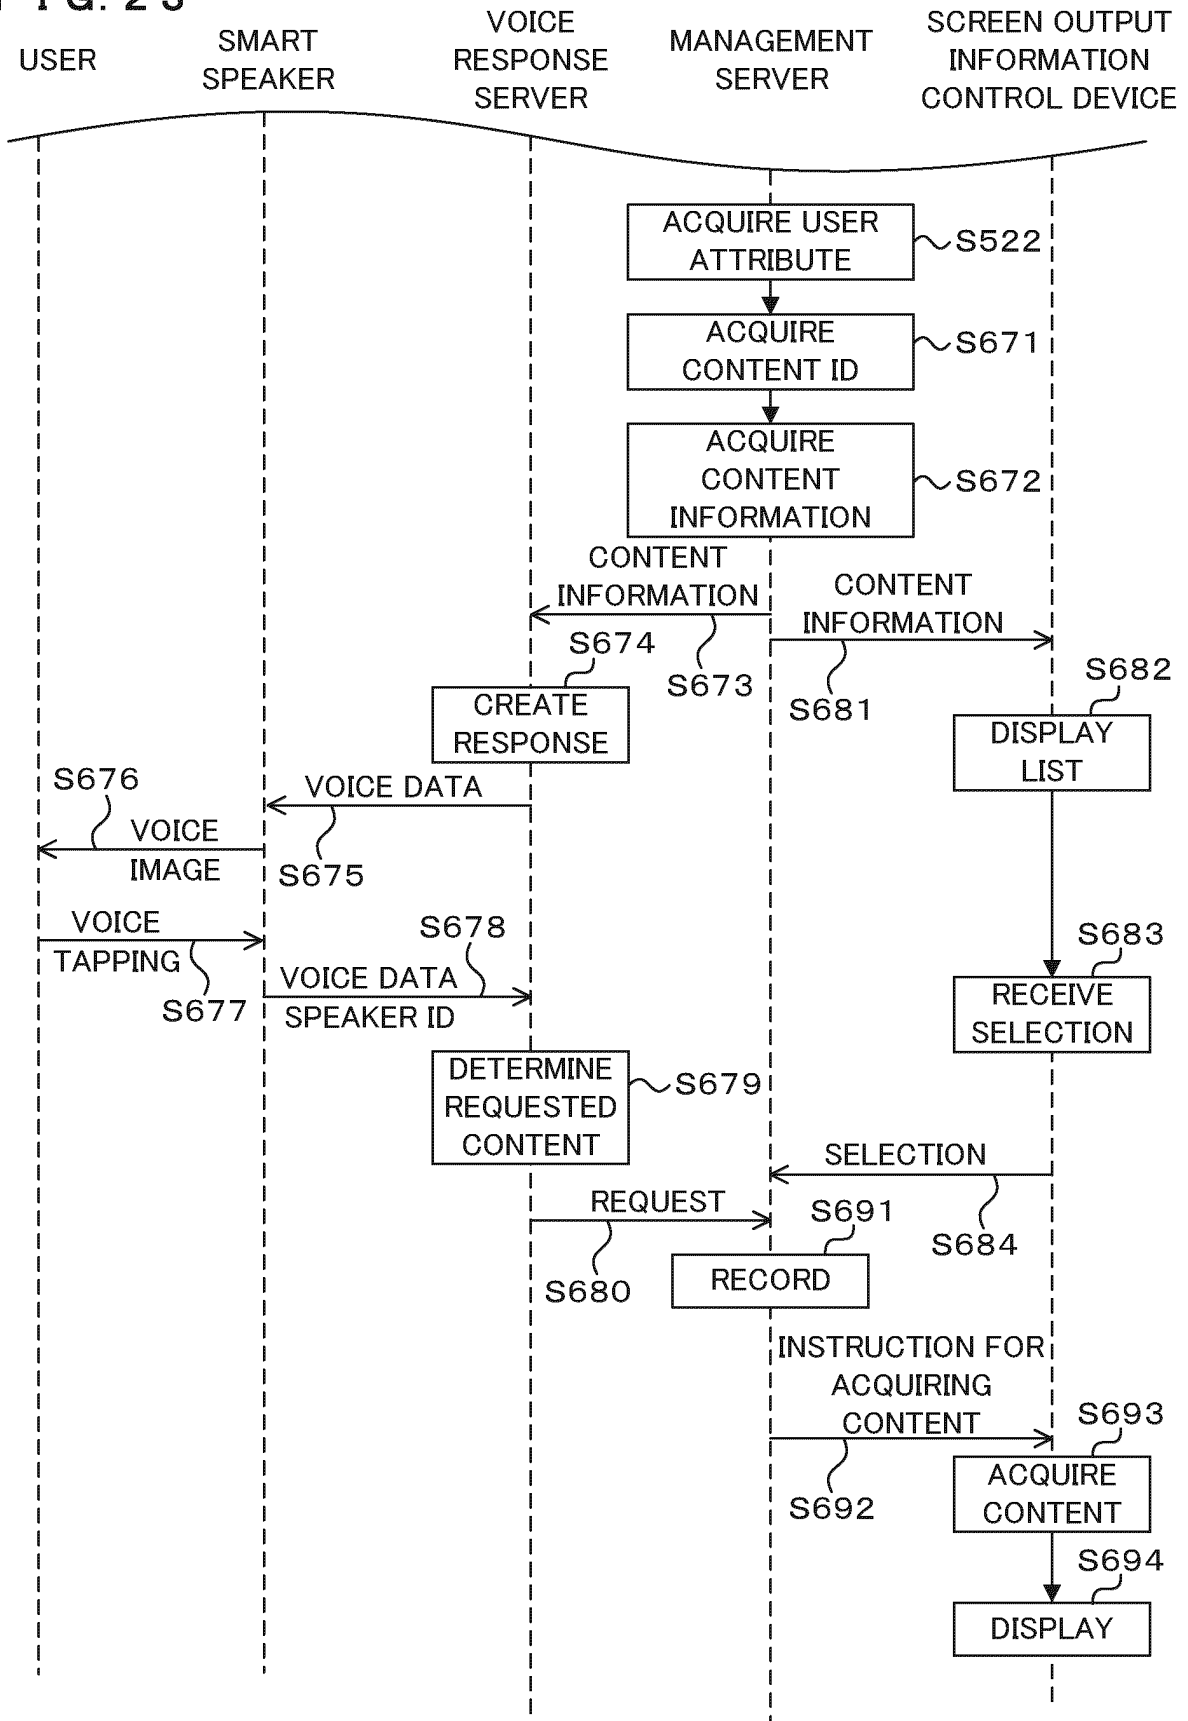 FIG. 23
USER
SMART
SPEAKER
VOICE
RESPONSE
SERVER
MANAGEMENT
SERVER
SCREEN OUTPUT
INFORMATION
CONTROL DEVICE
ACQUIRE USER
ATTRIBUTE
S522
ACQUIRE
CONTENT ID
S671
ACQUIRE
CONTENT
INFORMATION
S672
CONTENT
INFORMATION
S673
CONTENT
INFORMATION
S681
S674
CREATE
RESPONSE
S682
DISPLAY
LIST
VOICE DATA
S675
S676
VOICE
IMAGE
VOICE
TAPPING
S677
S678
VOICE DATA
SPEAKER ID
S683
RECEIVE
SELECTION
DETERMINE
REQUESTED
CONTENT
S679
SELECTION
S684
REQUEST
S680
S691
RECORD
INSTRUCTION FOR
ACQUIRING
CONTENT
S692
S693
ACQUIRE
CONTENT
S694
DISPLAY